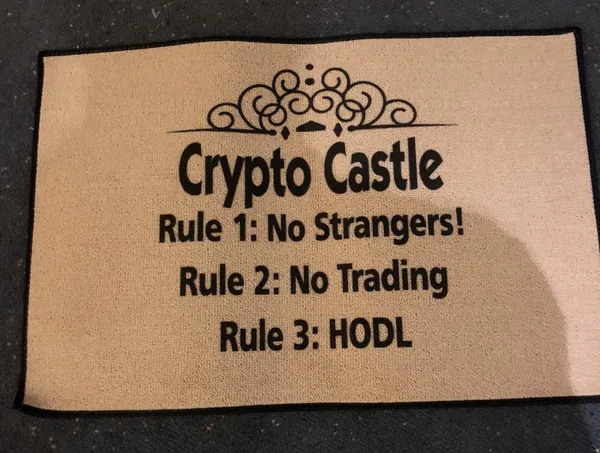 Crypto Castle
Rule 1: No Strangers!
Rule 2: No Trading
Rule 3: HODL